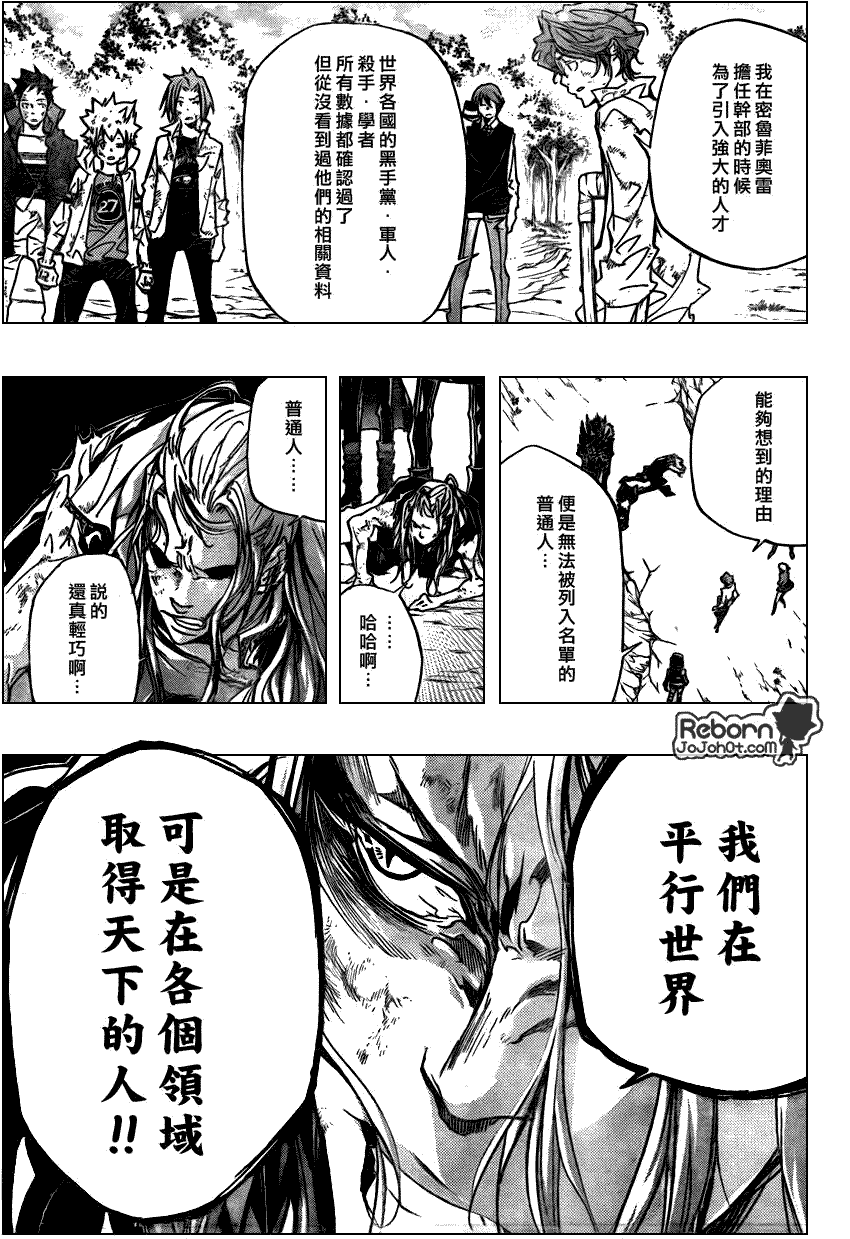 我在密魯菲奧雷
擔任幹部的時候
為了引入強大的人才
世界各國的黑手黨．軍人．
殺手．學者
所有數據都確認過了
但從沒看到過他們的相關資料
27
能夠想到的理由
便是無法被列入名單的
普通人…
……
哈哈啊…
普通人……
説的
還真輕巧啊…
Reborn
JoJoHOt.com
我們在
平行世界
可是在各個領域
取得天下的人!!